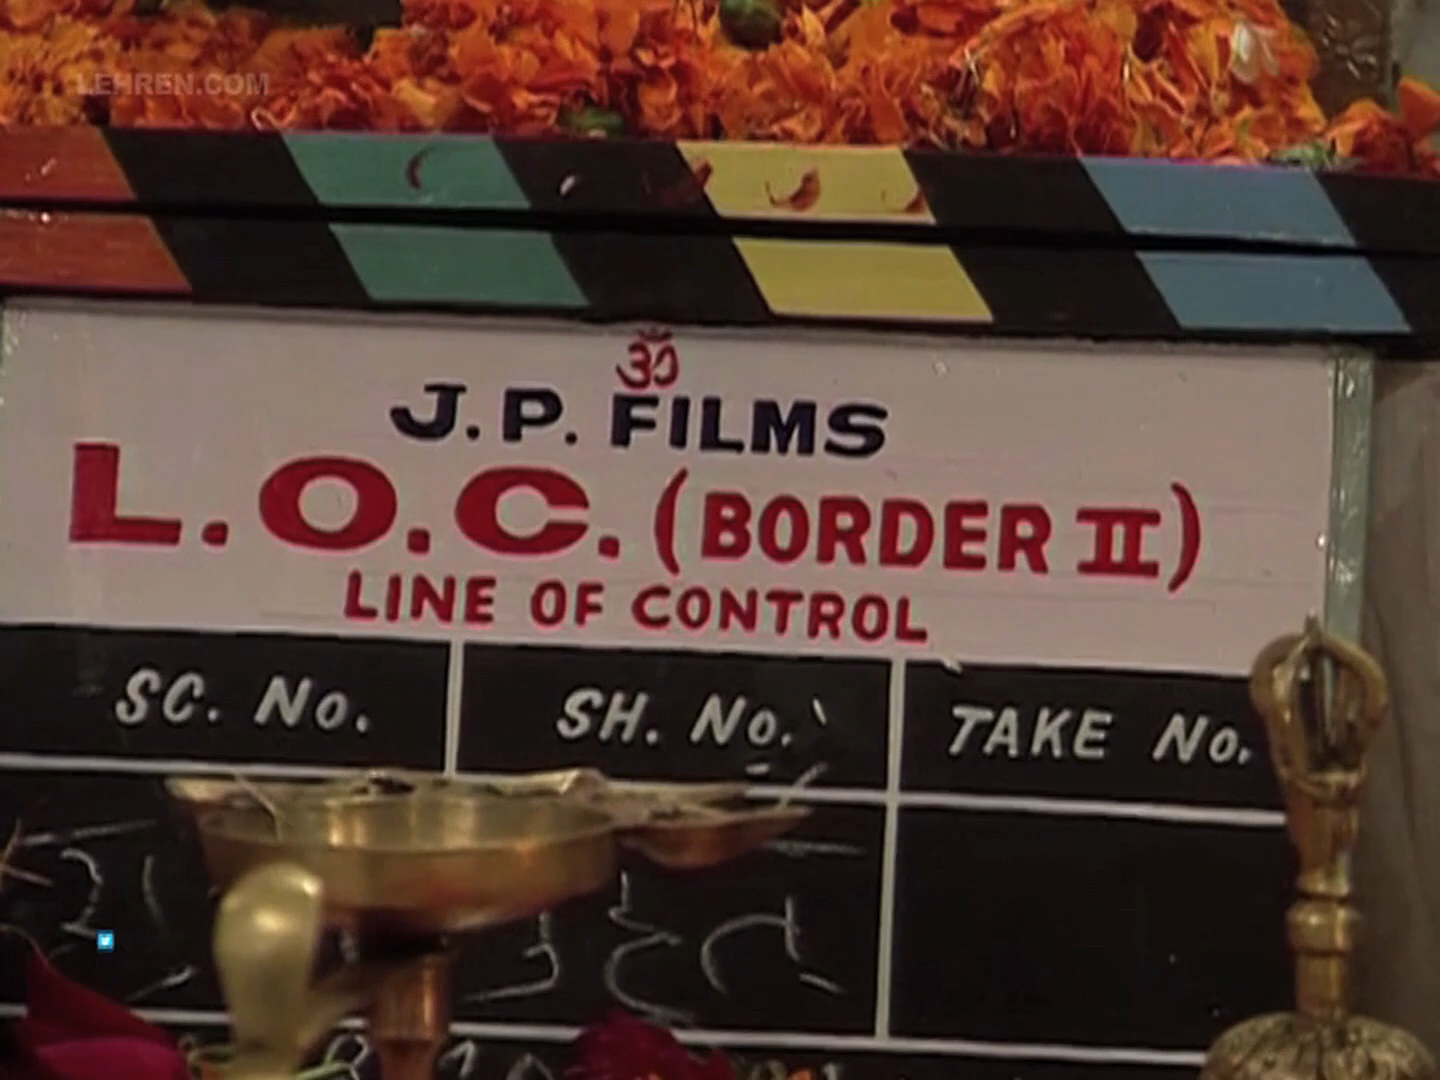 LEHREN.COM
ॐ
J.P. FILMS
L.O.C. (BORDER II)
LINE OF CONTROL
SC. No.
SH. No.
TAKE No.